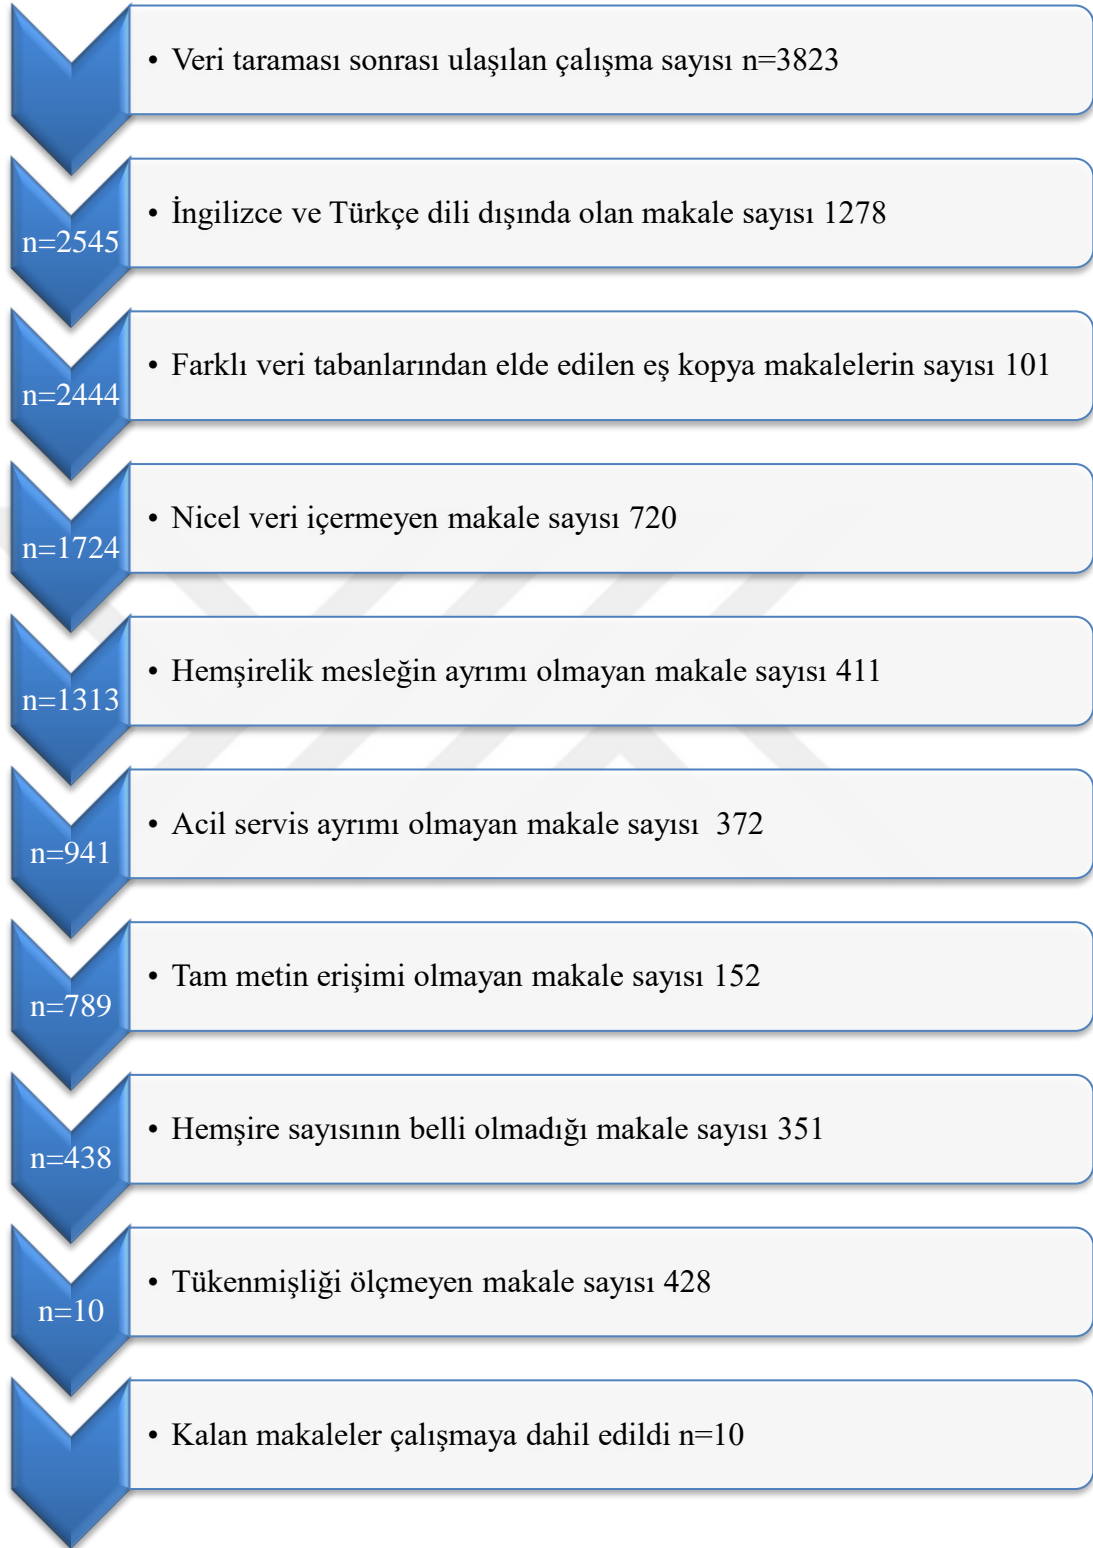 • Veri taraması sonrası ulaşılan çalışma sayısı n=3823
n=2545
• İngilizce ve Türkçe dili dışında olan makale sayısı 1278
n=2444
• Farklı veri tabanlarından elde edilen eş kopya makalelerin sayısı 101
n=1724
• Nicel veri içermeyen makale sayısı 720
n=1313
• Hemşirelik mesleğin ayrımı olmayan makale sayısı 411
n=941
• Acil servis ayrımı olmayan makale sayısı 372
n=789
• Tam metin erişimi olmayan makale sayısı 152
n=438
• Hemşire sayısının belli olmadığı makale sayısı 351
n=10
• Tükenmişliği ölçmeyen makale sayısı 428
• Kalan makaleler çalışmaya dahil edildi n=10